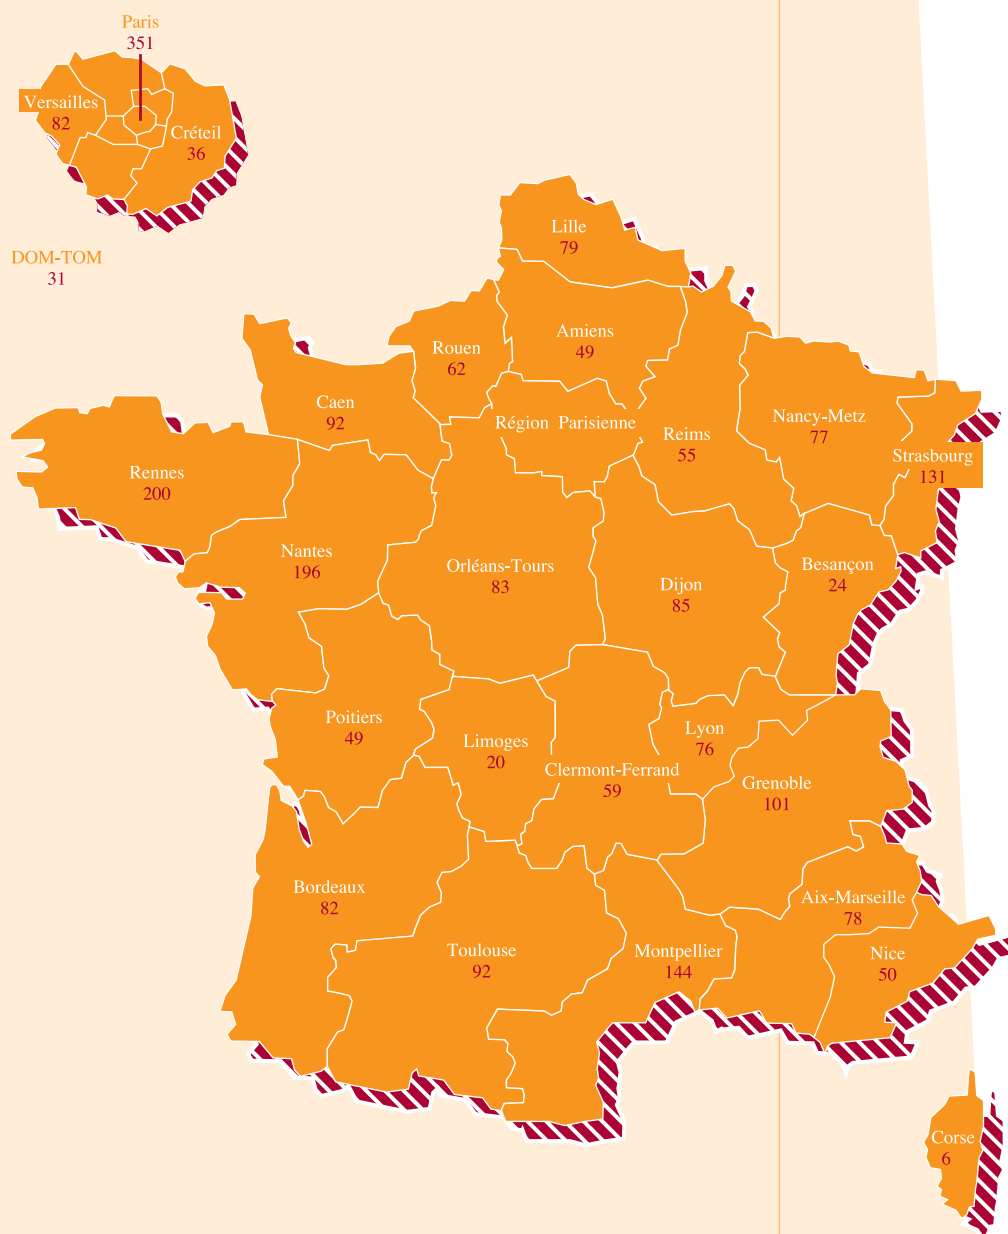 Paris
351
Versailles
82
Créteil
36
DOM-TOM
31
Lille
79
Amiens
49
Rouen
62
Caen
92
Région Parisienne
Reims
55
Nancy-Metz
77
Strasbourg
131
Rennes
200
Nantes
196
Orléans-Tours
83
Dijon
85
Besançon
24
Poitiers
49
Limoges
20
Clermont-Ferrand
59
Lyon
76
Grenoble
101
Bordeaux
82
Toulouse
92
Montpellier
144
Aix-Marseille
78
Nice
50
Corse
6